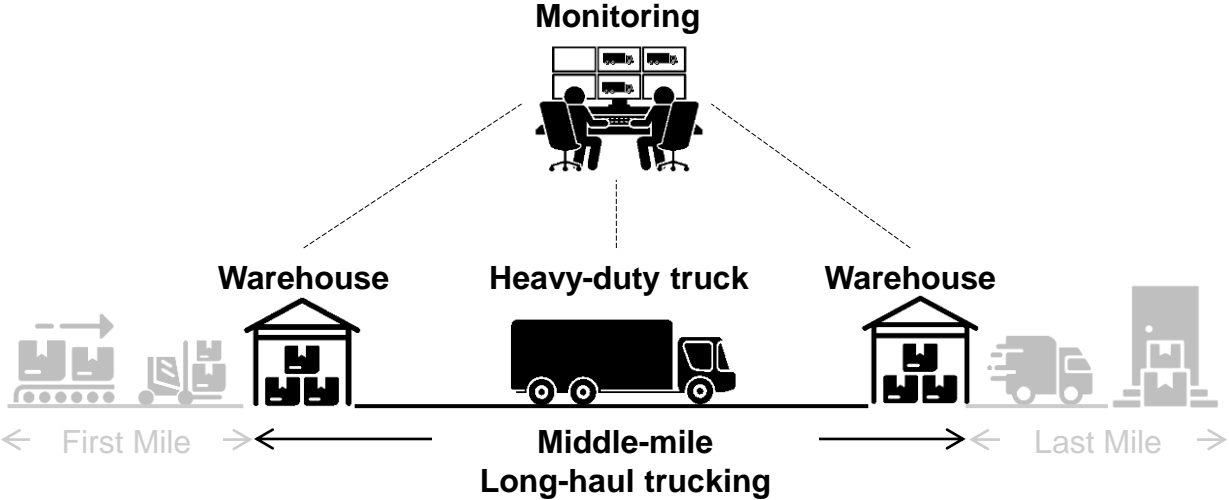 Monitoring
Warehouse
Heavy-duty truck
Warehouse
First Mile
Middle-mile
Long-haul trucking
Last Mile